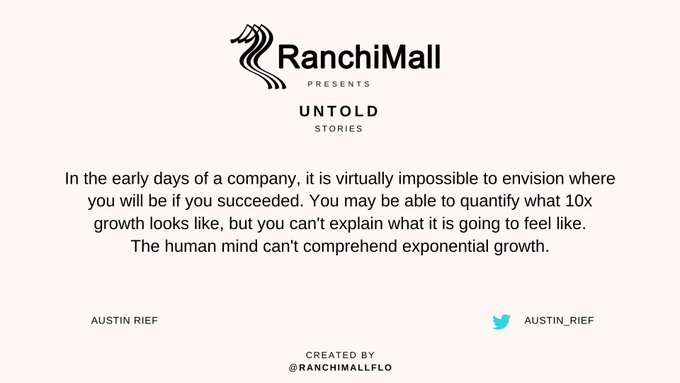 RanchiMall
PRESENTS
UNTOLD
STORIES
In the early days of a company, it is virtually impossible to envision where
you will be if you succeeded. You may be able to quantify what 10x
growth looks like, but you can't explain what it is going to feel like.
The human mind can't comprehend exponential growth.
AUSTIN RIEF
AUSTIN_RIEF
CREATED BY
@RANCHIMALLFLO